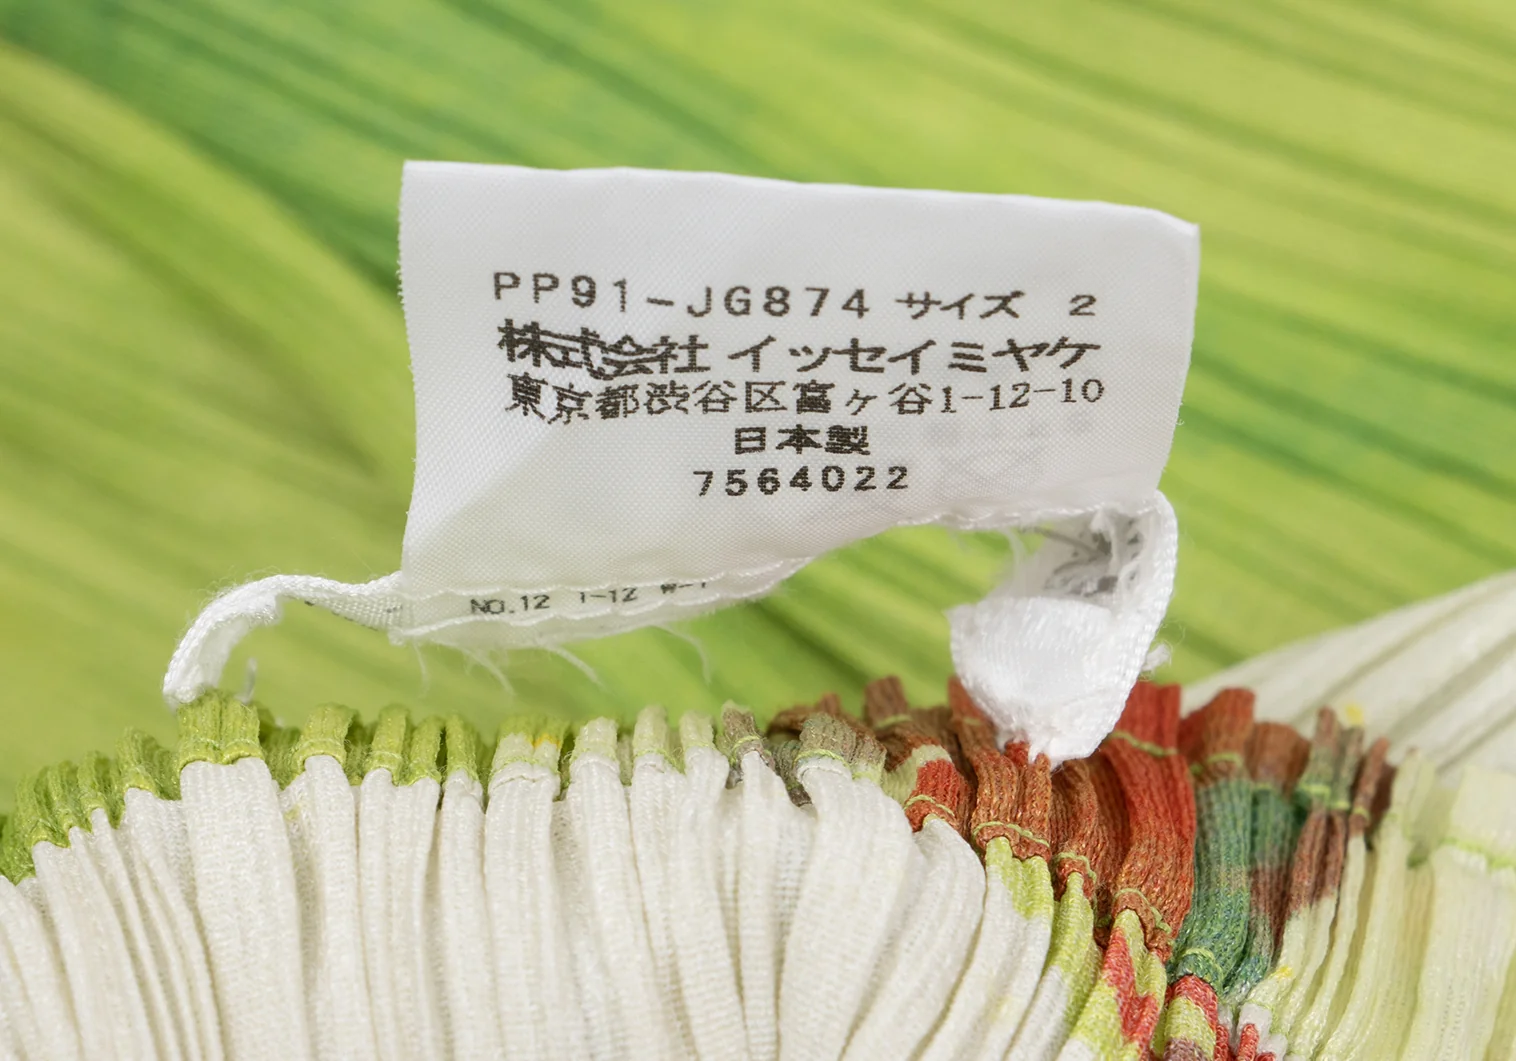 PP91-JG874 サイズ 2
株式会社 イッセイミヤケ
東京都渋谷区富ヶ谷1-12-10
日本製
7564022
NO.12 1-12